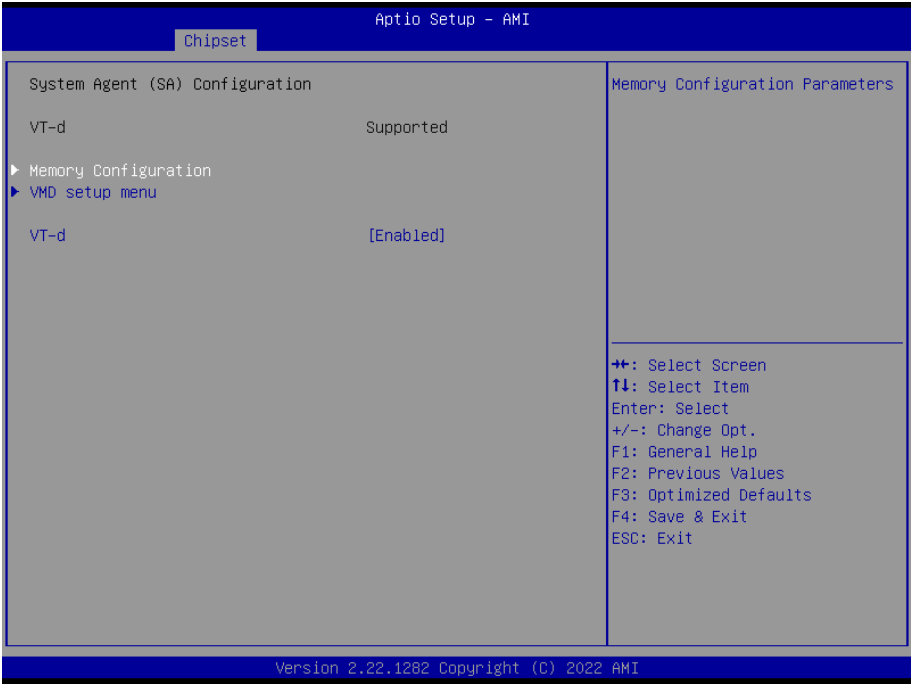 Aptio Setup – AMI
Chipset
System Agent (SA) Configuration
VT-d Supported
Memory Configuration
VMD setup menu
VT-d [Enabled]
Memory Configuration Parameters
→←: Select Screen
↑↓: Select Item
Enter: Select
+/-: Change Opt.
F1: General Help
F2: Previous Values
F3: Optimized Defaults
F4: Save & Exit
ESC: Exit
Version 2.22.1282 Copyright (C) 2022 AMI